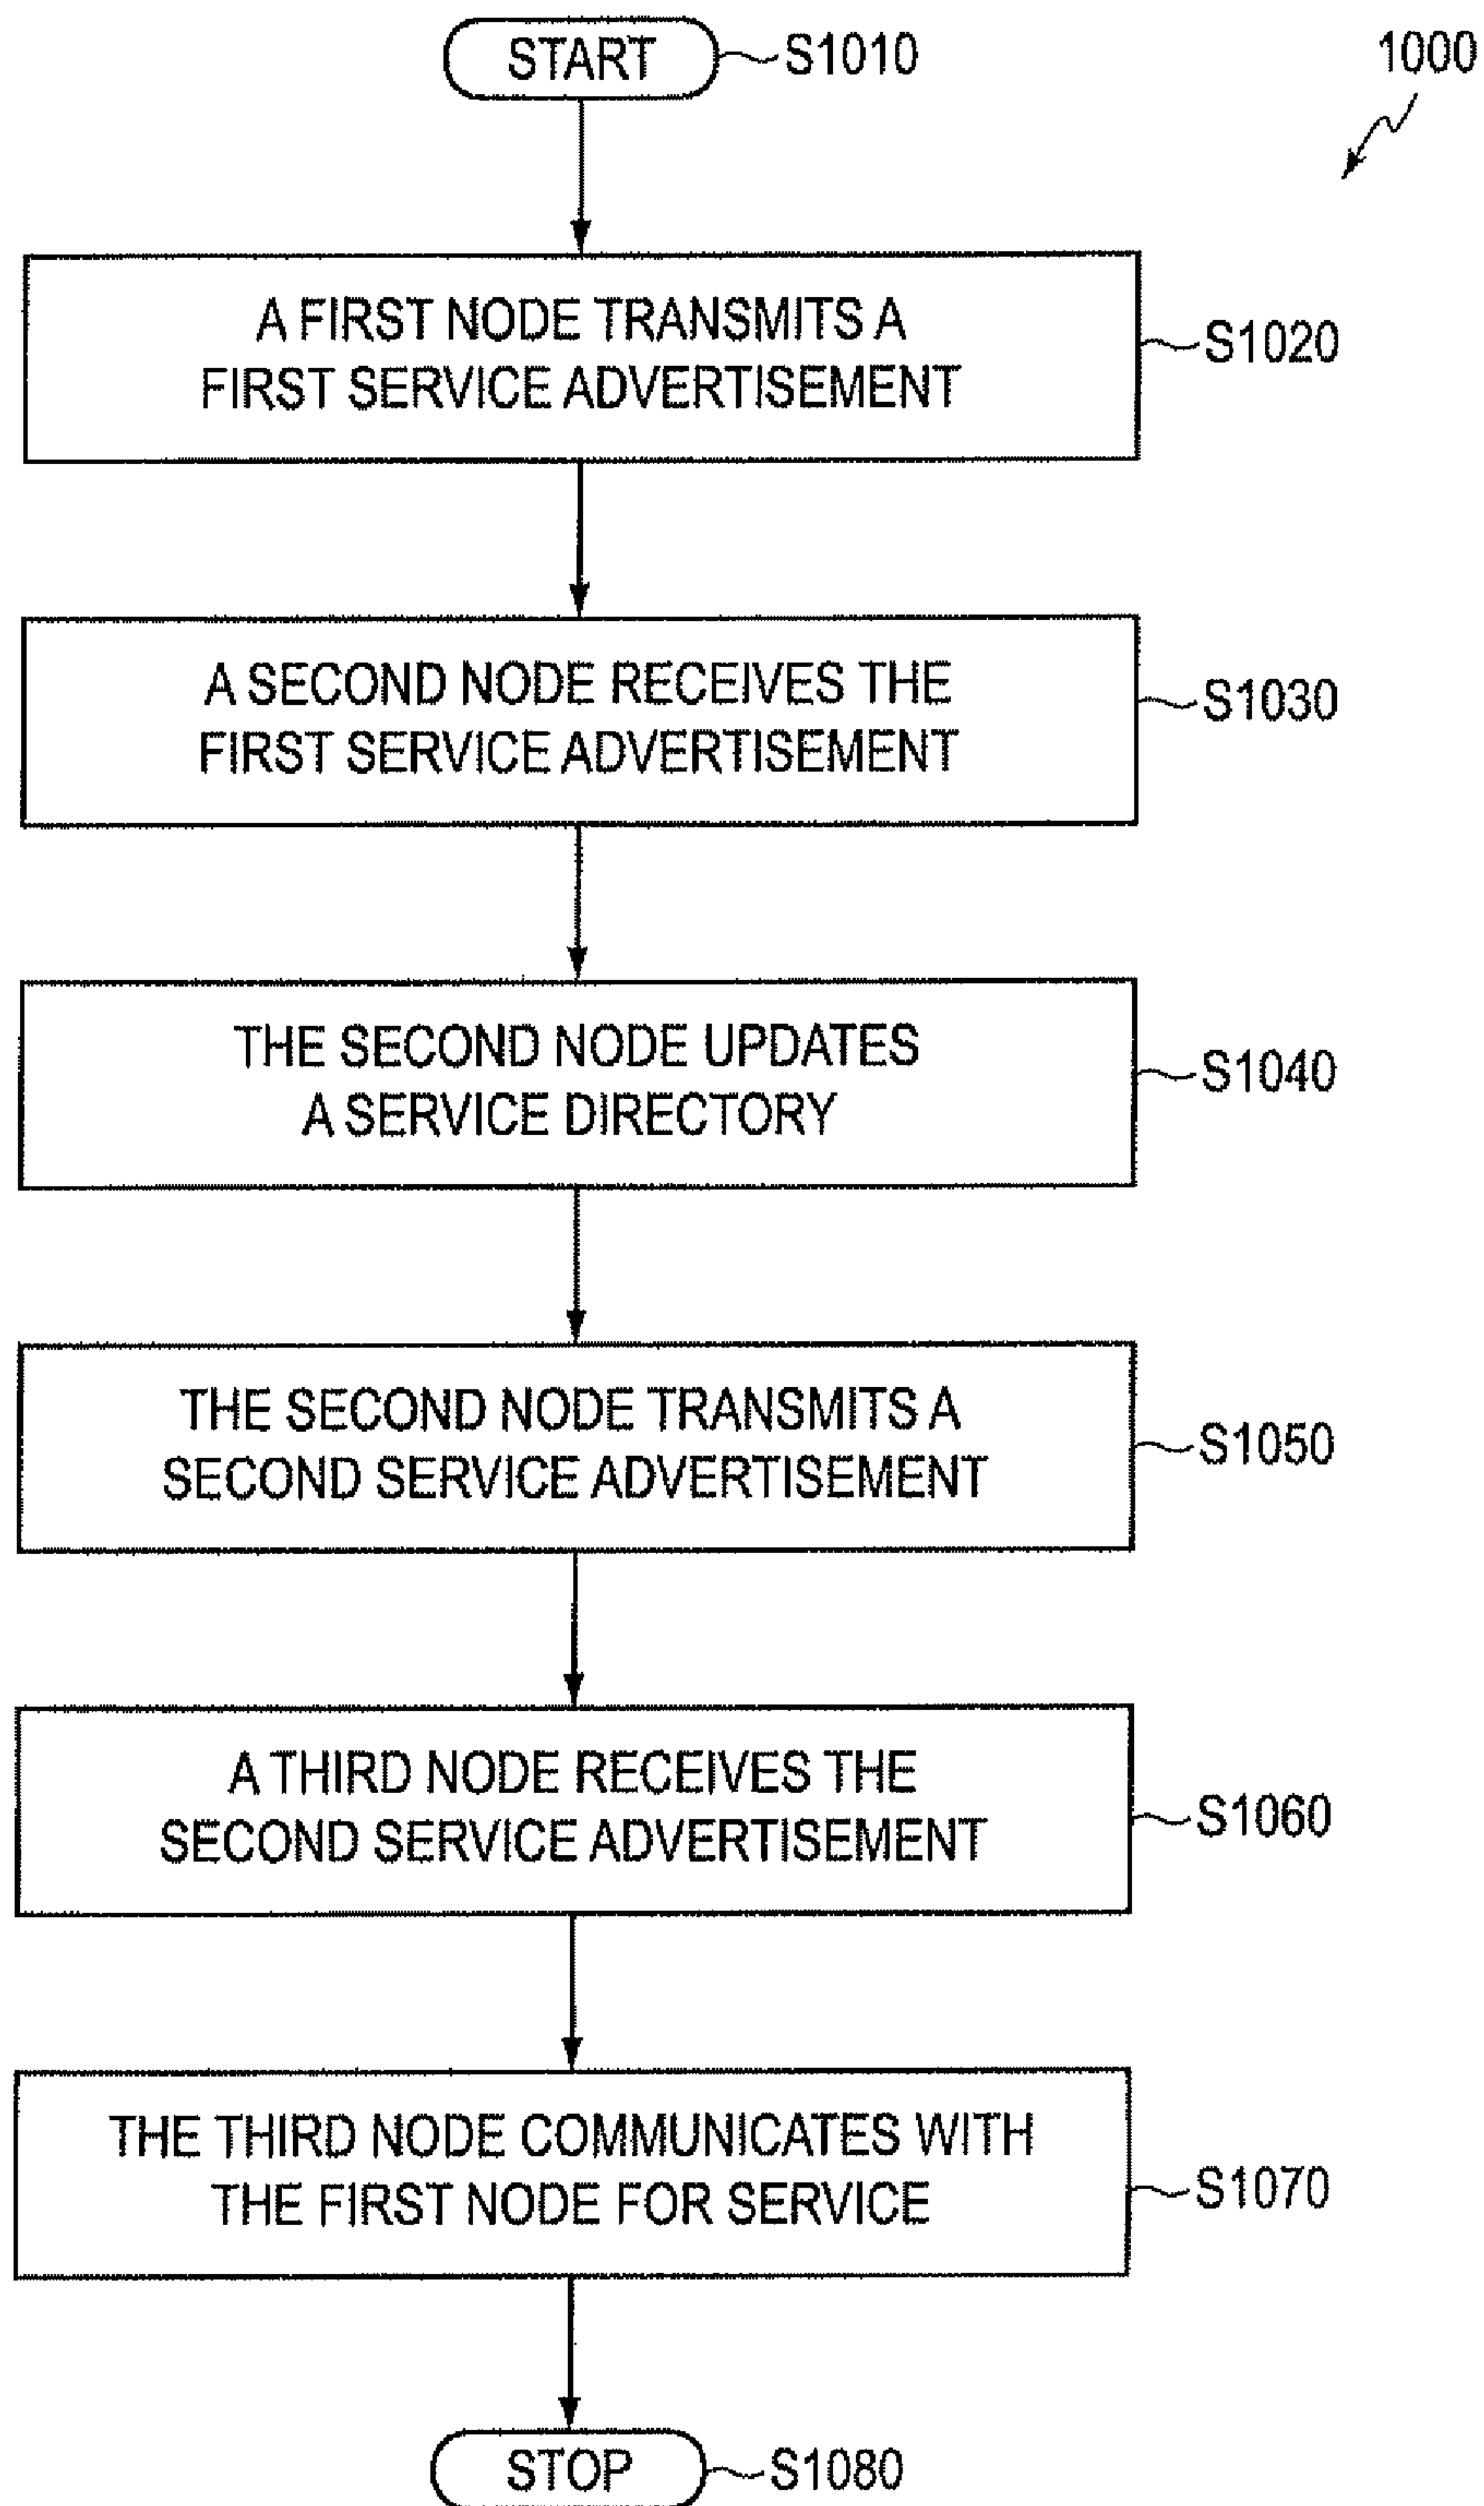 START
S1010
1000
A FIRST NODE TRANSMITS A
FIRST SERVICE ADVERTISEMENT
S1020
A SECOND NODE RECEIVES THE
FIRST SERVICE ADVERTISEMENT
S1030
THE SECOND NODE UPDATES
A SERVICE DIRECTORY
S1040
THE SECOND NODE TRANSMITS A
SECOND SERVICE ADVERTISEMENT
S1050
A THIRD NODE RECEIVES THE
SECOND SERVICE ADVERTISEMENT
S1060
THE THIRD NODE COMMUNICATES WITH
THE FIRST NODE FOR SERVICE
S1070
STOP
S1080